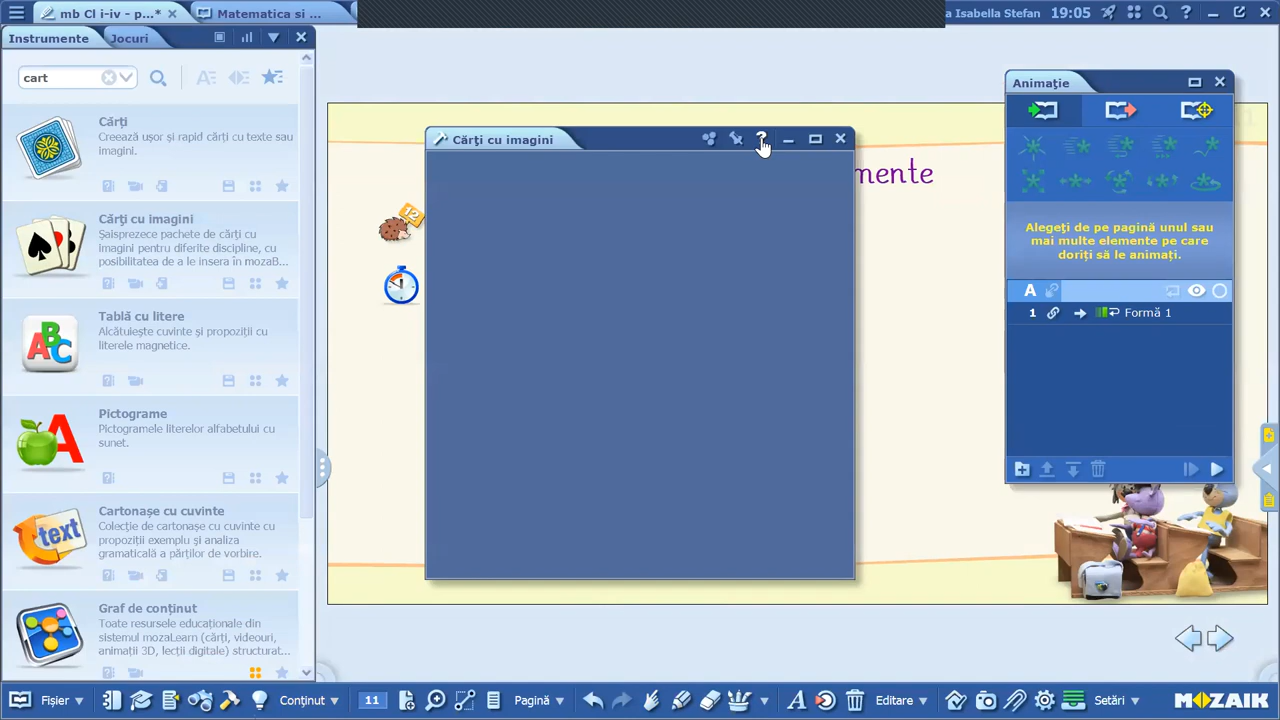 mb Cl i-iv - p...*
Matematica si ...
a Isabella Stefan
19:05
Instrumente
Jocuri
cart
Cărți
Creează ușor și rapid cărți cu texte sau
imagini.
Cărți cu imagini
Șaisprezece pachete de cărți cu
imagini pentru diferite discipline, cu
posibilitatea de a le insera în mozaB...
Tablă cu litere
Alcătuiește cuvinte și propoziții cu
literele magnetice.
Pictograme
Pictogramele literelor alfabetului cu
sunet.
Cartonașe cu cuvinte
Colecție de cartonașe cu cuvinte cu
propoziții exemplu și analiza
gramaticală a părților de vorbire.
Graf de conținut
Toate resursele educaționale din
sistemul mozaLearn (cărți, videouri,
animații 3D, lecții digitale) structurat...
ABC
A
text
Cărți cu imagini
mente
12
Animație
Alegeți de pe pagină unul sau
mai multe elemente pe care
doriți să le animați.
A
1 Formă 1
Fișier
Conținut
11
Pagină
Editare
Setări
MOZAIK